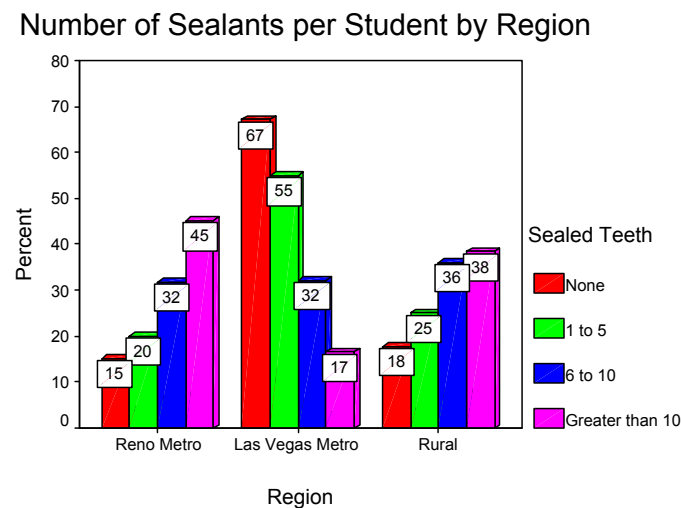 Number of Sealants per Student by Region
80
70
60
50
40
30
20
10
0
Percent
15
20
32
45
67
55
32
17
18
25
36
38
Reno Metro
Las Vegas Metro
Rural
Region
Sealed Teeth
None
1 to 5
6 to 10
Greater than 10